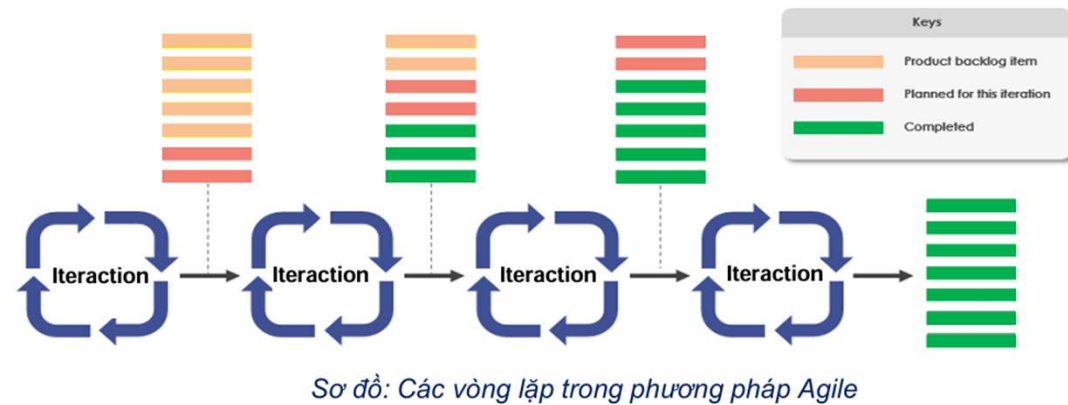 Keys
Product backlog item
Planned for this iteration
Completed
Iteraction
Iteraction
Iteraction
Iteraction
Sơ đồ: Các vòng lặp trong phương pháp Agile